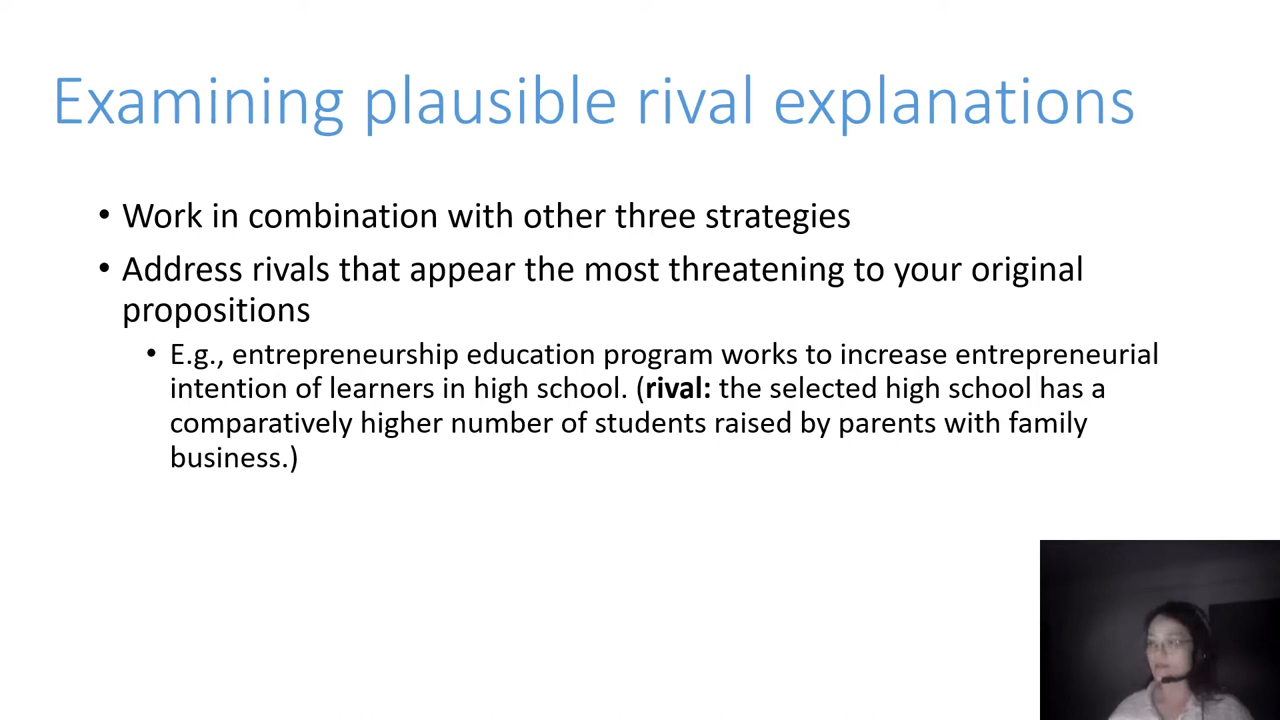 Examining plausible rival explanations
• Work in combination with other three strategies
• Address rivals that appear the most threatening to your original
propositions
• E.g., entrepreneurship education program works to increase entrepreneurial
intention of learners in high school. (rival: the selected high school has a
comparatively higher number of students raised by parents with family
business.)